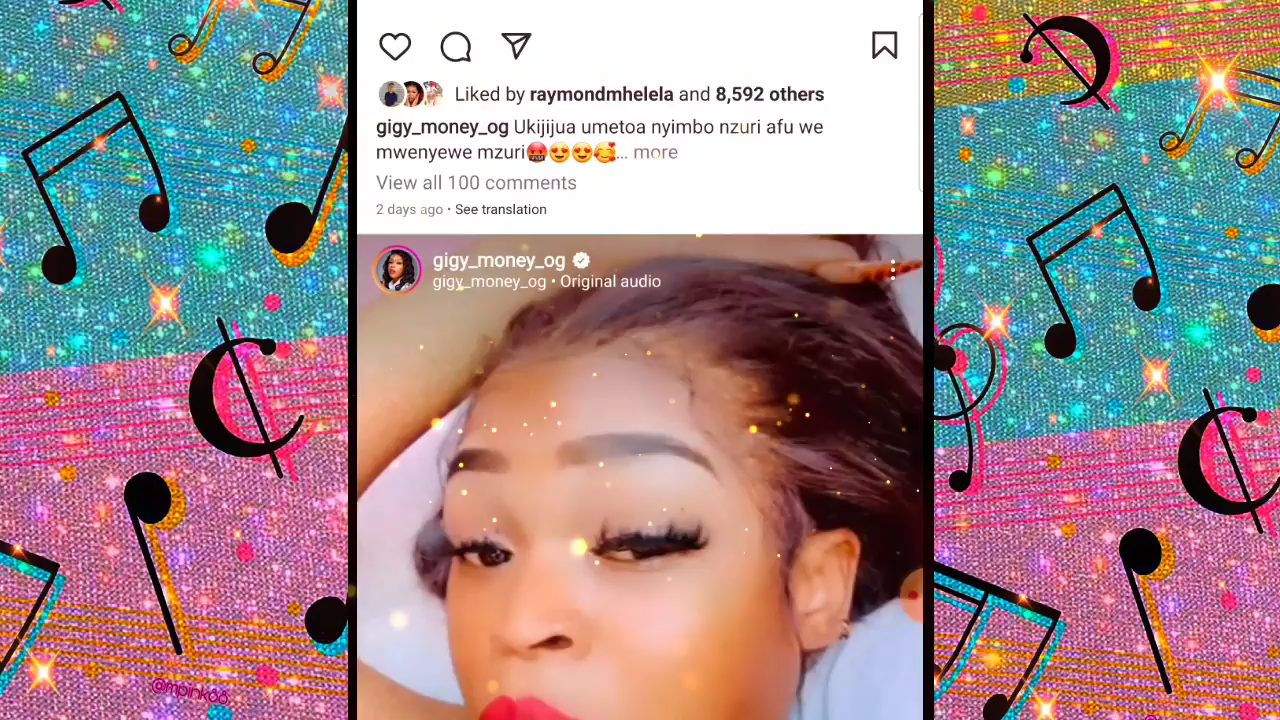 Liked by raymondmhelela and 8,592 others
gigy_money_og Ukijijua umetoa nyimbo nzuri afu we
mwenyewe mzuri🤬😍😍🥰... more
View all 100 comments
2 days ago • See translation
gigy_money_og
gigy_money_og • Original audio
@mpink88